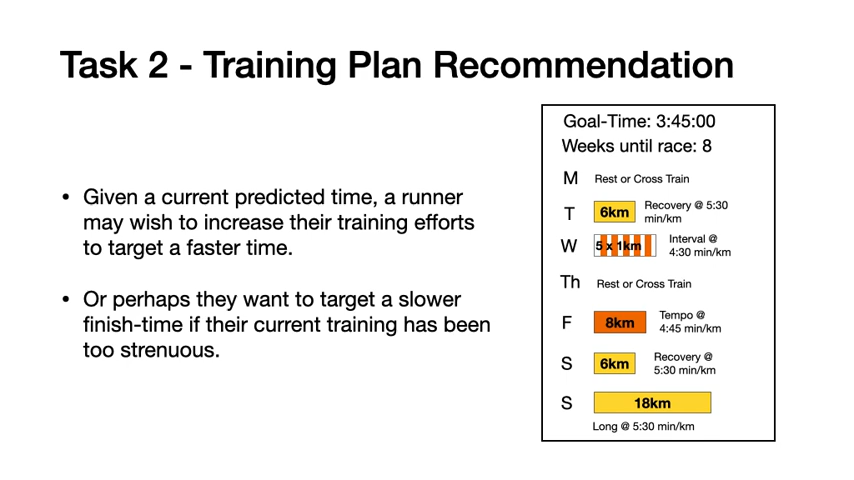 Task 2 - Training Plan Recommendation
• Given a current predicted time, a runner
may wish to increase their training efforts
to target a faster time.
• Or perhaps they want to target a slower
finish-time if their current training has been
too strenuous.
Goal-Time: 3:45:00
Weeks until race: 8
M Rest or Cross Train
T 6km Recovery @ 5:30
min/km
W 5 x 1km Interval @
4:30 min/km
Th Rest or Cross Train
F 8km Tempo @
4:45 min/km
S 6km Recovery @
5:30 min/km
S 18km
Long @ 5:30 min/km